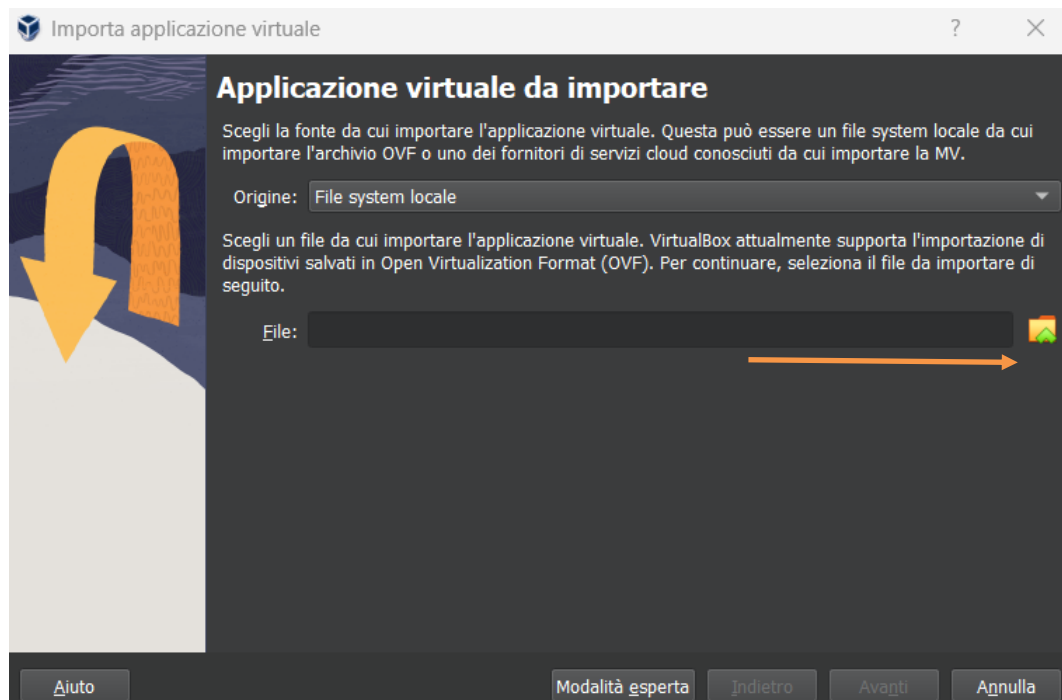 Importa applicazione virtuale
?
Applicazione virtuale da importare
Scegli la fonte da cui importare l'applicazione virtuale. Questa può essere un file system locale da cui
importare l'archivio OVF o uno dei fornitori di servizi cloud conosciuti da cui importare la MV.
Origine: File system locale
Scegli un file da cui importare l'applicazione virtuale. VirtualBox attualmente supporta l'importazione di
dispositivi salvati in Open Virtualization Format (OVF). Per continuare, seleziona il file da importare di
seguito.
File:
Aiuto Modalità esperta Indietro Avanti Annulla